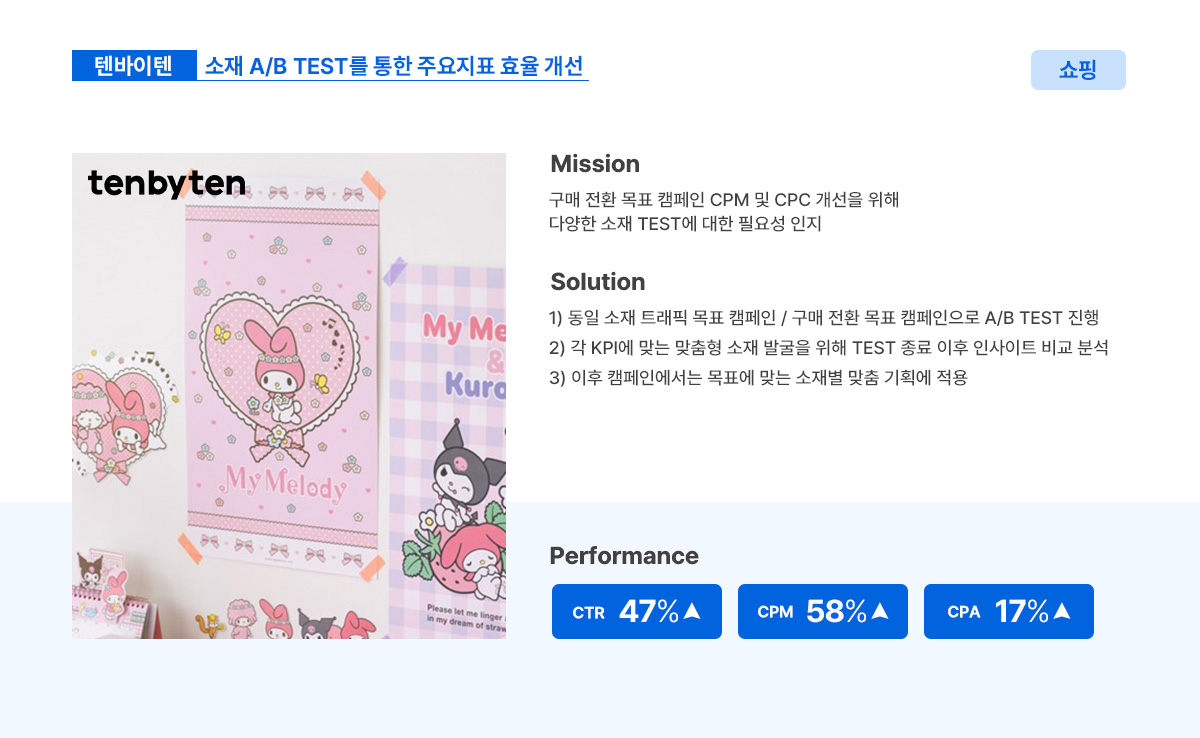 텐바이텐 소재 A/B TEST를 통한 주요지표 효율 개선
쇼핑
tenbyten
My Melody
My Me
&
Kuro
Please let me linger
in my dream of straw
Mission
구매 전환 목표 캠페인 CPM 및 CPC 개선을 위해
다양한 소재 TEST에 대한 필요성 인지
Solution
1) 동일 소재 트래픽 목표 캠페인 / 구매 전환 목표 캠페인으로 A/B TEST 진행
2) 각 KPI에 맞는 맞춤형 소재 발굴을 위해 TEST 종료 이후 인사이트 비교 분석
3) 이후 캠페인에서는 목표에 맞는 소재별 맞춤 기획에 적용
Performance
CTR 47%▲
CPM 58%▲
CPA 17%▲